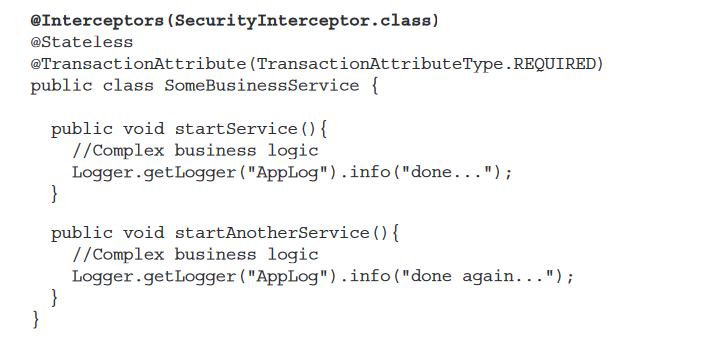 @Interceptors(SecurityInterceptor.class)
@Stateless
@TransactionAttribute(TransactionAttributeType.REQUIRED)
public class SomeBusinessService {
public void startService(){
//Complex business logic
Logger.getLogger("AppLog").info("done...");
}
public void startAnotherService(){
//Complex business logic
Logger.getLogger("AppLog").info("done again...");
}
}